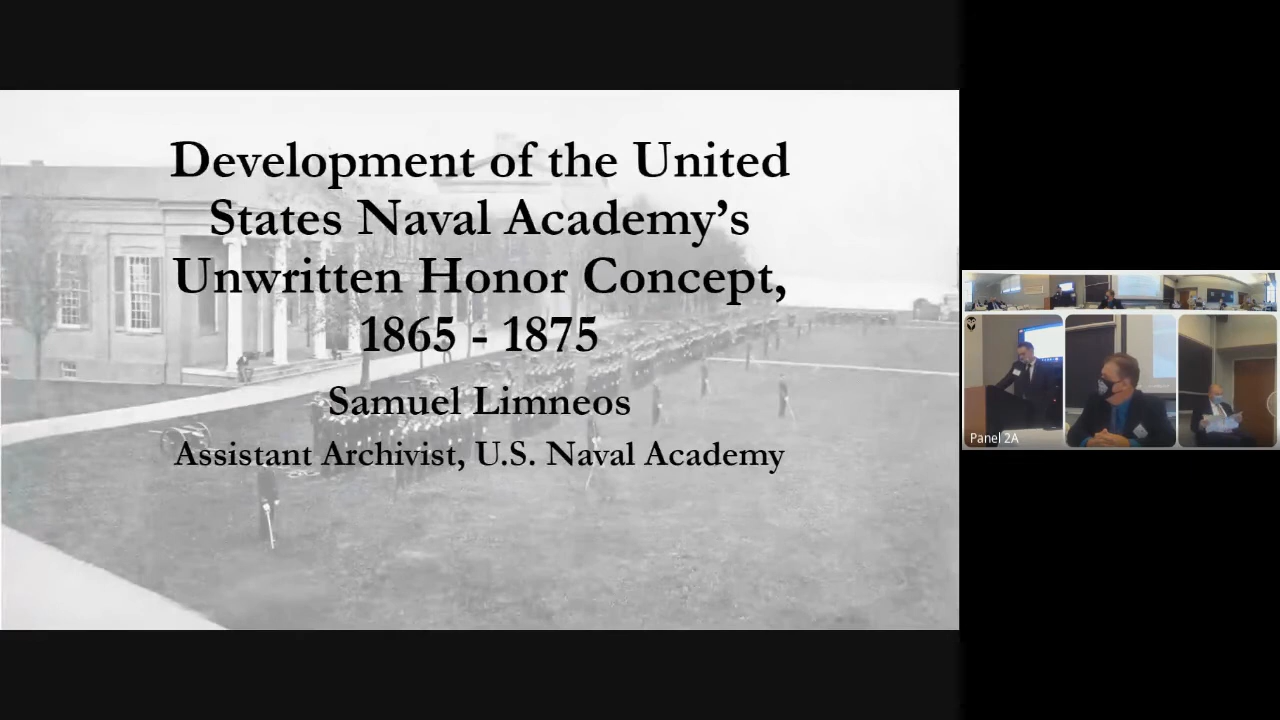 Development of the United
States Naval Academy’s
Unwritten Honor Concept,
1865 - 1875
Samuel Limneos
Assistant Archivist, U.S. Naval Academy
Panel 2A